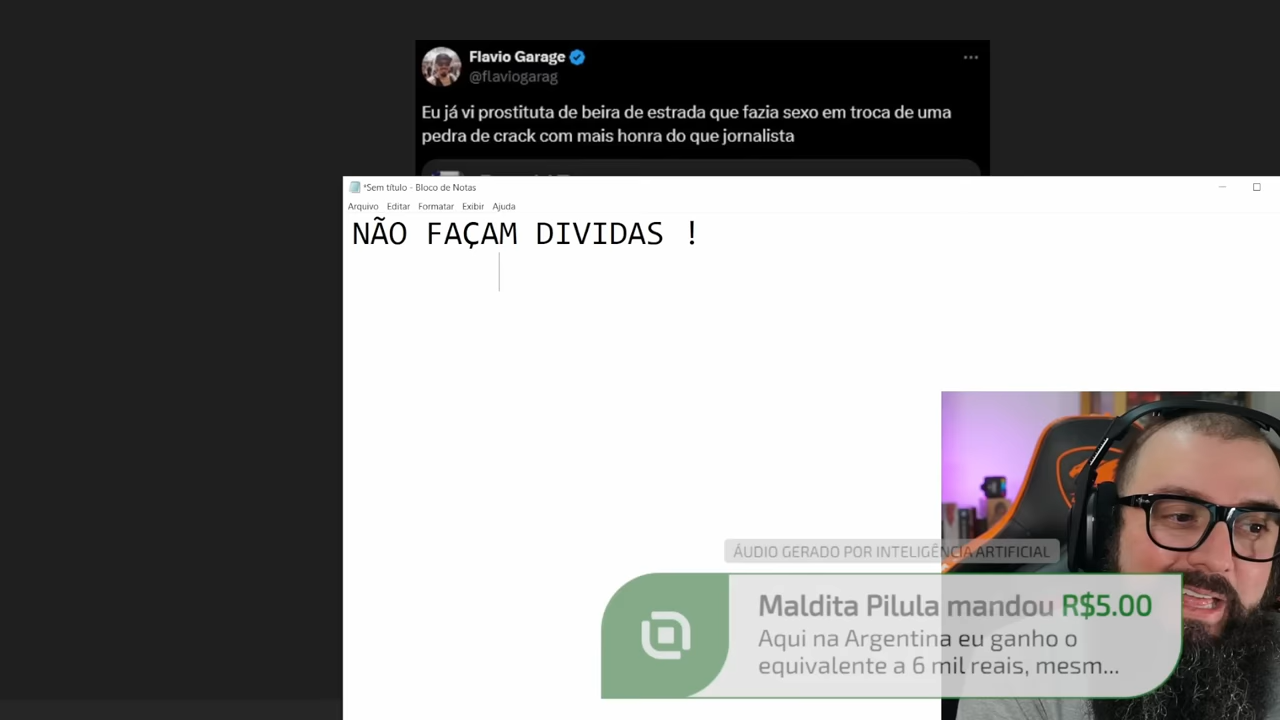 Flavio Garage
@flaviogarag
Eu já vi prostituta de beira de estrada que fazia sexo em troca de uma
pedra de crack com mais honra do que jornalista
*Sem título - Bloco de Notas
Arquivo Editar Formatar Exibir Ajuda
NÃO FAÇAM DIVIDAS !
ÁUDIO GERADO POR INTELIGÊNCIA ARTIFICIAL
Maldita Pilula mandou R$5.00
Aqui na Argentina eu ganho o
equivalente a 6 mil reais, mesm...